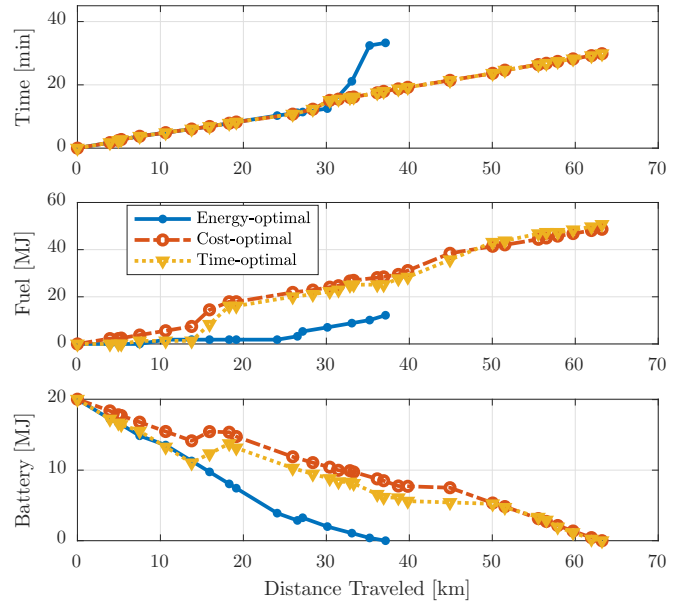 40
20
0
Time [min]
0 10 20 30 40 50 60 70
60
40
20
0
Fuel [MJ]
Energy-optimal
Cost-optimal
Time-optimal
0 10 20 30 40 50 60 70
20
10
0
Battery [MJ]
0 10 20 30 40 50 60 70
Distance Traveled [km]